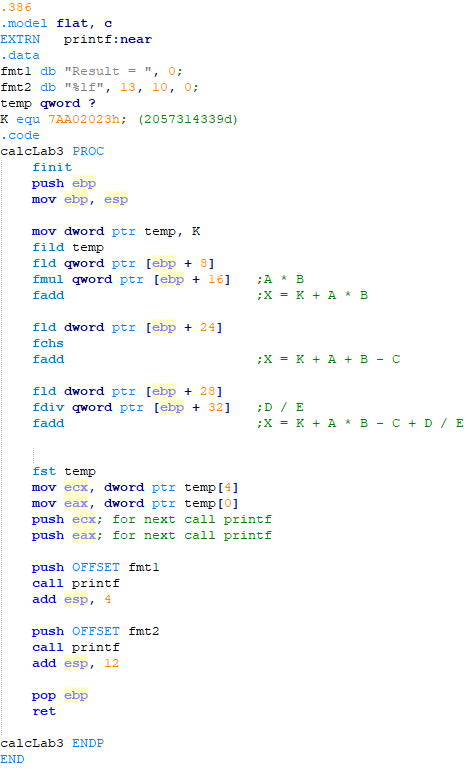 .386
.model flat, c
EXTRN   printf:near
.data
fmt1 db "Result = ", 0;
fmt2 db "%lf", 13, 10, 0;
temp qword ?
K equ 7AA02023h; (2057314339d)
.code
calcLab3 PROC
    finit
    push ebp
    mov ebp, esp

    mov dword ptr temp, K
    fild temp
    fld qword ptr [ebp + 8]
    fmul qword ptr [ebp + 16]   ;A * B
    fadd                        ;X = K + A * B

    fld dword ptr [ebp + 24]
    fchs
    fadd                        ;X = K + A + B - C

    fld dword ptr [ebp + 28]
    fdiv qword ptr [ebp + 32]   ;D / E
    fadd                        ;X = K + A * B - C + D / E


    fst temp
    mov ecx, dword ptr temp[4]
    mov eax, dword ptr temp[0]
    push ecx; for next call printf
    push eax; for next call printf

    push OFFSET fmt1
    call printf
    add esp, 4

    push OFFSET fmt2
    call printf
    add esp, 12

    pop ebp
    ret

calcLab3 ENDP
END